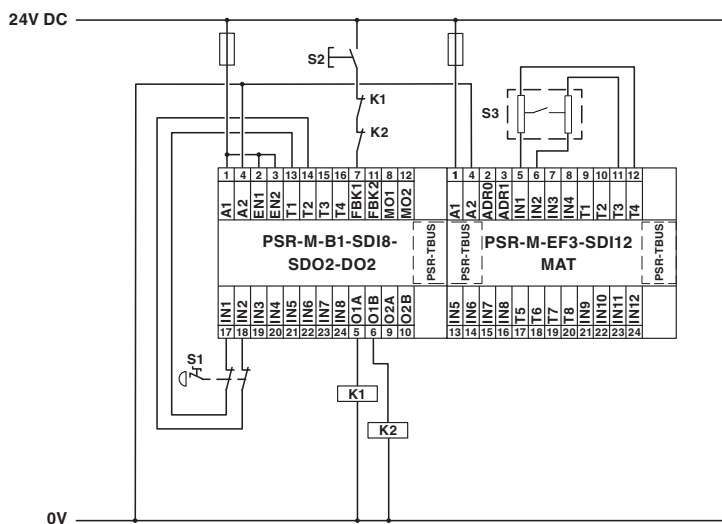 24V DC
S2
K1
K2
S3
1 4 2 3 13 14 15 16 7 11 8 12
A1 A2 EN1 EN2 T1 T2 T3 T4 FBK1 FBK2 MO1 MO2
1 4 2 3 5 6 7 8 9 10 11 12
A1 A2 ADR0 ADR1 IN1 IN2 IN3 IN4 T1 T2 T3 T4
PSR-M-B1-SDI8-
SDO2-DO2
PSR-TBUS
PSR-TBUS
PSR-M-EF3-SDI12
MAT
PSR-TBUS
IN1 IN2 IN3 IN4 IN5 IN6 IN7 IN8 O1A O1B O2A O2B
17 18 19 20 21 22 23 24 5 6 9 10
IN5 IN6 IN7 IN8 T5 T6 T7 T8 IN9 IN10 IN11 IN12
13 14 15 16 17 18 19 20 21 22 23 24
S1
K1
K2
0V